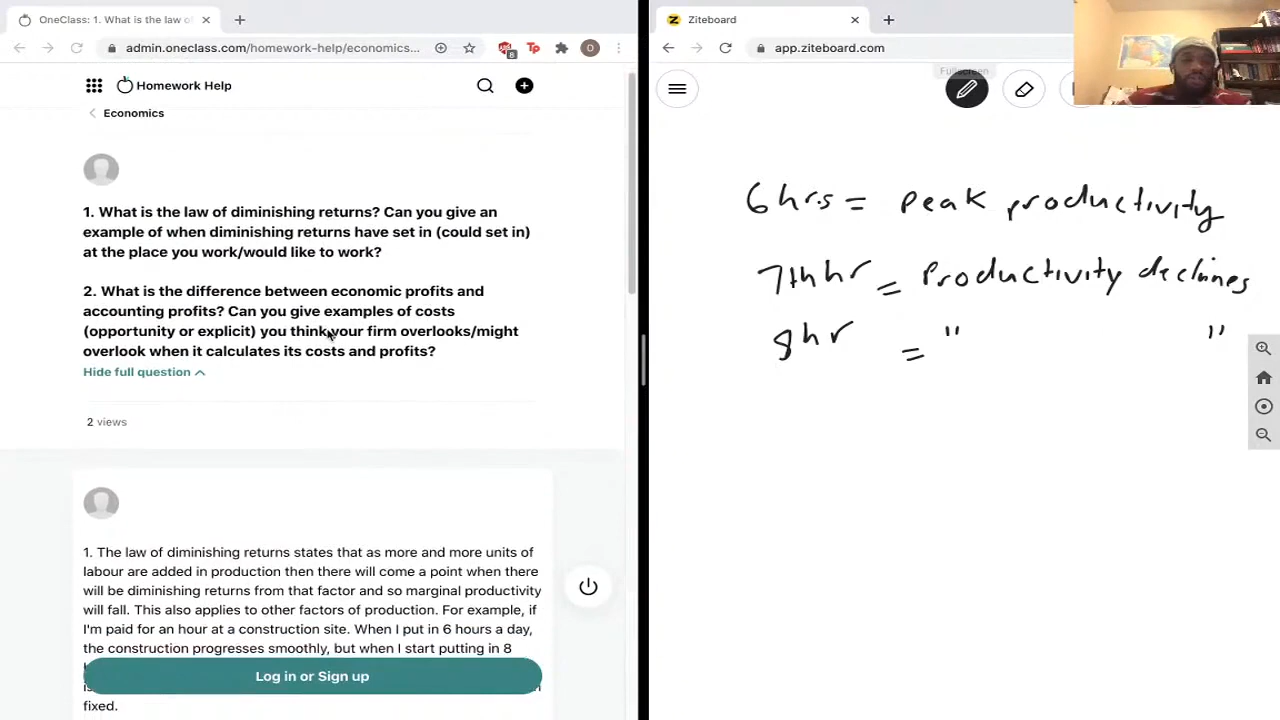 OneClass: 1. What is the law of
admin.oneclass.com/homework-help/economics...
8
Tp
O
Homework Help
Economics
1. What is the law of diminishing returns? Can you give an
example of when diminishing returns have set in (could set in)
at the place you work/would like to work?
2. What is the difference between economic profits and
accounting profits? Can you give examples of costs
(opportunity or explicit) you think your firm overlooks/might
overlook when it calculates its costs and profits?
Hide full question
2 views
1. The law of diminishing returns states that as more and more units of
labour are added in production then there will come a point when there
will be diminishing returns from that factor and so marginal productivity
will fall. This also applies to other factors of production. For example, if
I'm paid for an hour at a construction site. When I put in 6 hours a day,
the construction progresses smoothly, but when I start putting in 8
Log in or Sign up
fixed.
Ziteboard
app.ziteboard.com
Fullscreen
6 hrs = peak productivity
7th hr = Productivity declines
8hr = " "